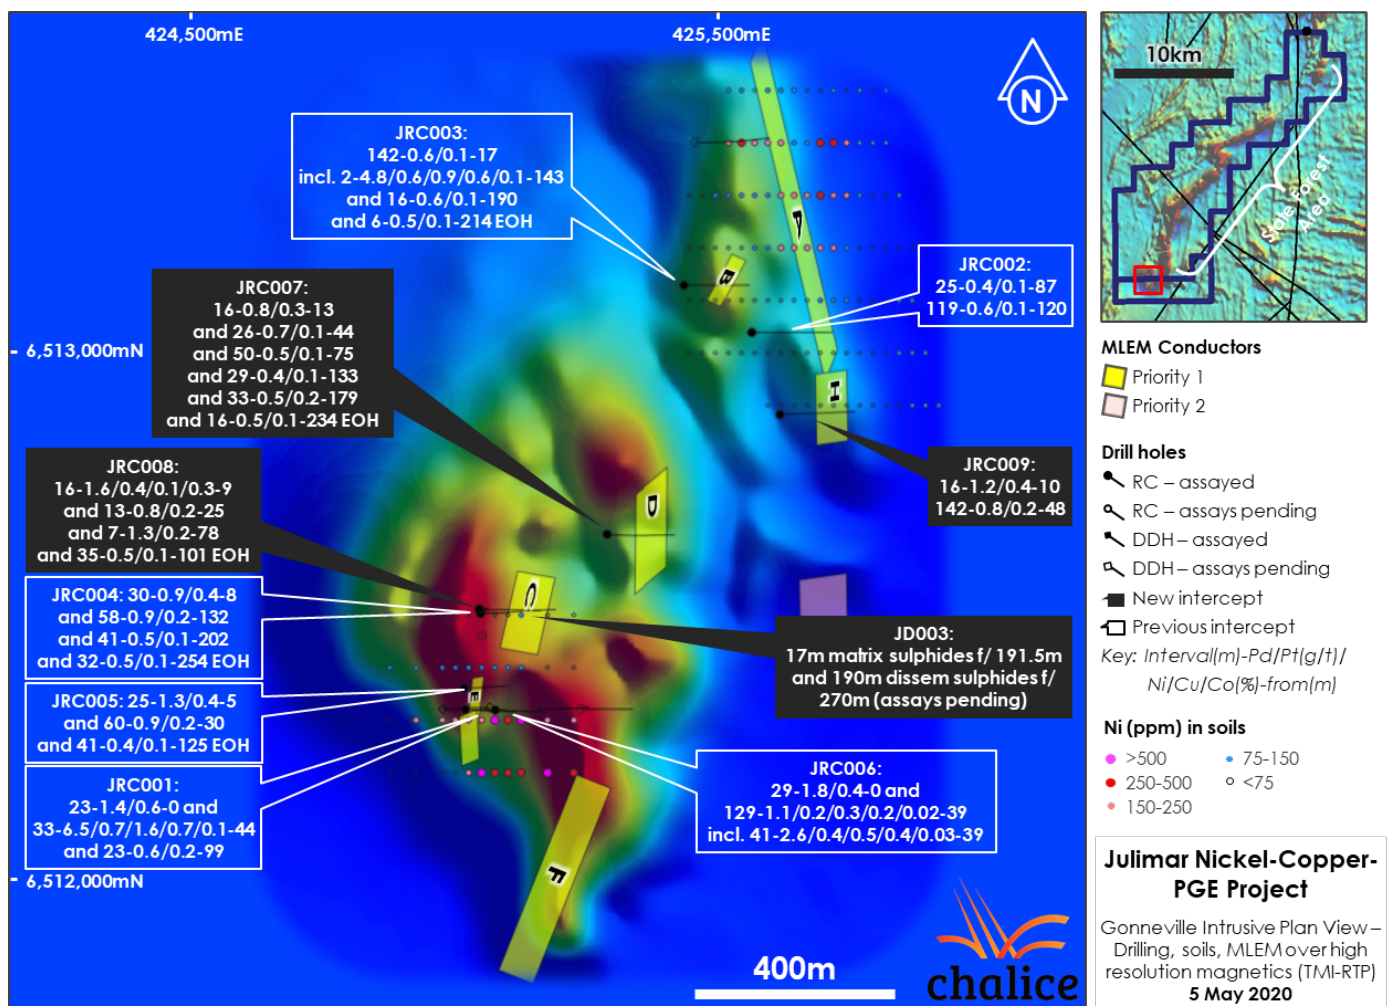 424,500mE
425,500mE
N
10km
State Forest
Area
JRC003:
142-0.6/0.1-17
incl. 2-4.8/0.6/0.9/0.6/0.1-143
and 16-0.6/0.1-190
and 6-0.5/0.1-214 EOH
A
B
JRC002:
25-0.4/0.1-87
119-0.6/0.1-120
JRC007:
16-0.8/0.3-13
and 26-0.7/0.1-44
and 50-0.5/0.1-75
and 29-0.4/0.1-133
and 33-0.5/0.2-179
and 16-0.5/0.1-234 EOH
6,513,000mN
H
JRC008:
16-1.6/0.4/0.1/0.3-9
and 13-0.8/0.2-25
and 7-1.3/0.2-78
and 35-0.5/0.1-101 EOH
JRC009:
16-1.2/0.4-10
142-0.8/0.2-48
D
C
JRC004: 30-0.9/0.4-8
and 58-0.9/0.2-132
and 41-0.5/0.1-202
and 32-0.5/0.1-254 EOH
JD003:
17m matrix sulphides f/ 191.5m
and 190m dissem sulphides f/
270m (assays pending)
JRC005: 25-1.3/0.4-5
and 60-0.9/0.2-30
and 41-0.4/0.1-125 EOH
E
JRC001:
23-1.4/0.6-0 and
33-6.5/0.7/1.6/0.7/0.1-44
and 23-0.6/0.2-99
JRC006:
29-1.8/0.4-0 and
129-1.1/0.2/0.3/0.2/0.02-39
incl. 41-2.6/0.4/0.5/0.4/0.03-39
6,512,000mN
F
400m
chalice
MLEM Conductors
Priority 1
Priority 2
Drill holes
RC – assayed
RC – assays pending
DDH – assayed
DDH – assays pending
New intercept
Previous intercept
Key: Interval(m)-Pd/Pt(g/t)/
Ni/Cu/Co(%)-from(m)
Ni (ppm) in soils
>500
75-150
250-500
<75
150-250
Julimar Nickel-Copper-
PGE Project
Gonneville Intrusive Plan View –
Drilling, soils, MLEM over high
resolution magnetics (TMI-RTP)
5 May 2020